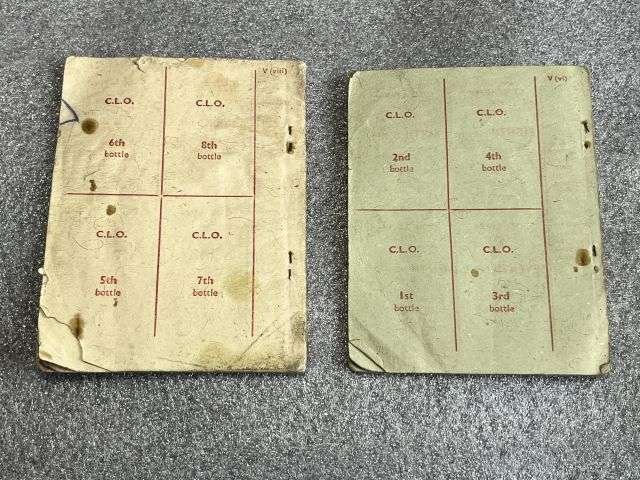 V (viii)
C.L.O.
6th
bottle
C.L.O.
8th
bottle
C.L.O.
5th
bottle
C.L.O.
7th
bottle
V (vi)
C.L.O.
2nd
bottle
C.L.O.
4th
bottle
C.L.O.
1st
bottle
C.L.O.
3rd
bottle